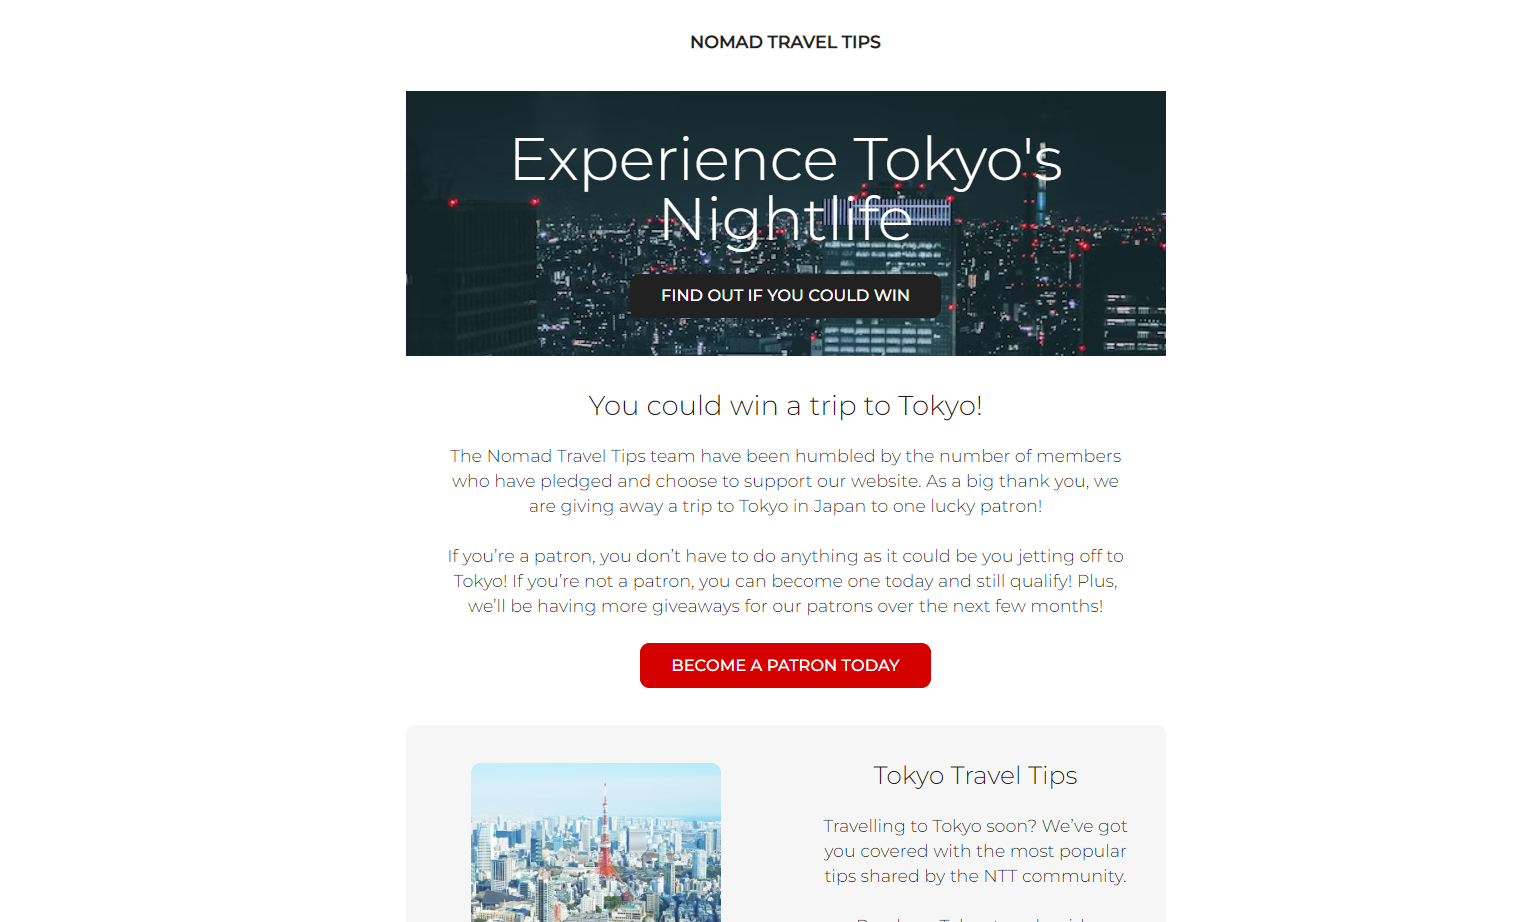 NOMAD TRAVEL TIPS
Experience Tokyo's
Nightlife
FIND OUT IF YOU COULD WIN
You could win a trip to Tokyo!
The Nomad Travel Tips team have been humbled by the number of members
who have pledged and choose to support our website. As a big thank you, we
are giving away a trip to Tokyo in Japan to one lucky patron!
If you’re a patron, you don’t have to do anything as it could be you jetting off to
Tokyo! If you’re not a patron, you can become one today and still qualify! Plus,
we’ll be having more giveaways for our patrons over the next few months!
BECOME A PATRON TODAY
Tokyo Travel Tips
Travelling to Tokyo soon? We’ve got
you covered with the most popular
tips shared by the NTT community.